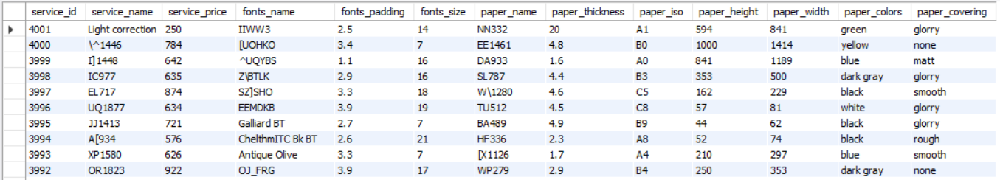 service_id service_name service_price fonts_name fonts_padding fonts_size paper_name paper_thickness paper_iso paper_height paper_width paper_colors paper_covering
4001 Light correction 250 IIWW3 2.5 14 NN332 20 A1 594 841 green glorry
4000 \^1446 784 [UOHKO 3.4 7 EE1461 4.8 B0 1000 1414 yellow none
3999 I]1448 642 ^UQYBS 1.1 16 DA933 1.6 A0 841 1189 blue matt
3998 IC977 635 Z\BTLK 2.9 16 SL787 4.4 B3 353 500 dark gray glorry
3997 EL717 874 SZ]SHO 3.3 18 W\1280 4.6 C5 162 229 black smooth
3996 UQ1877 634 EEMDKB 3.9 19 TU512 4.5 C8 57 81 white glorry
3995 JJ1413 721 Galliard BT 2.7 7 BA489 4.9 B9 44 62 black glorry
3994 A[934 576 ChelthmITC Bk BT 2.6 21 HF336 2.3 A8 52 74 black rough
3993 XP1580 626 Antique Olive 3.3 7 [X1126 1.7 A4 210 297 blue smooth
3992 OR1823 922 OJ_FRG 3.9 17 WP279 2.9 B4 250 353 dark gray none